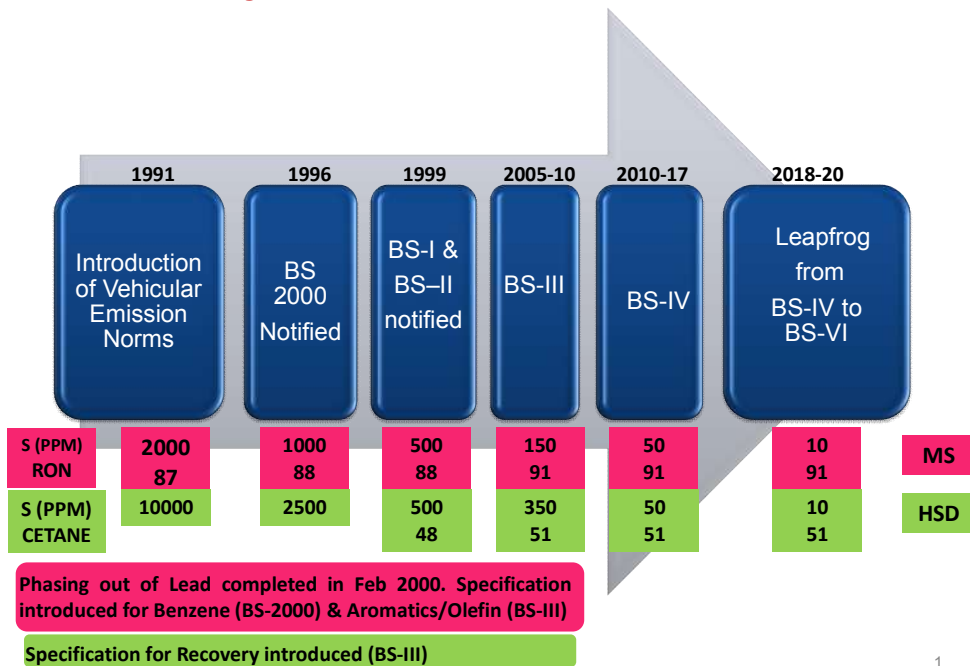 1991
1996
1999
2005-10
2010-17
2018-20
Introduction
of Vehicular
Emission
Norms
BS
2000
Notified
BS-I &
BS–II
notified
BS-III
BS-IV
Leapfrog
from
BS-IV to
BS-VI
S (PPM) 2000 1000 500 150 50 10
RON 87 88 88 91 91 91
MS
S (PPM) 10000 2500 500 350 50 10
CETANE 48 51 51 51
HSD
Phasing out of Lead completed in Feb 2000. Specification
introduced for Benzene (BS-2000) & Aromatics/Olefin (BS-III)
Specification for Recovery introduced (BS-III)
1